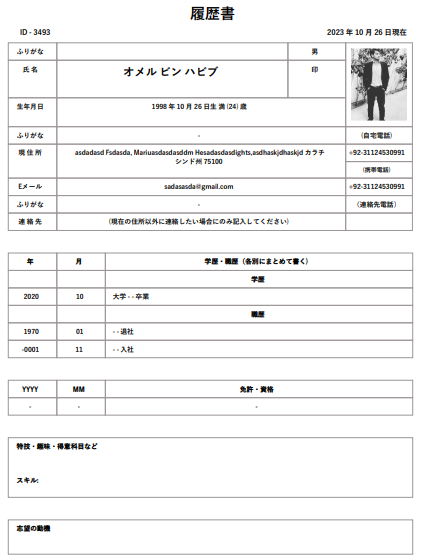 履歴書
ID - 3493
2023 年 10 月 26 日現在
ふりがな
男
氏 名
オメル ビン ハビブ
印
生年月日
1998 年 10 月 26 日生 満 (24) 歳
ふりがな
-
(自宅電話)
現 住 所
asdadasd Fsdasda, Mariuasdasdasddm Hesadasdasdights,asdhaskjdhaskjd カラチ
シンド州 75100
+92-31124530991
(携帯電話)
Eメール
sadasasda@gmail.com
+92-31124530991
ふりがな
-
(連絡先電話)
連 絡 先
(現在の住所以外に連絡したい場合にのみ記入してください)
年
月
学歴・職歴（各別にまとめて書く）
学歴
2020
10
大学 - - 卒業
職歴
1970
01
- - 退社
-0001
11
- - 入社
YYYY
MM
免許・資格
-
-
-
特技・趣味・得意科目など
スキル:
志望の動機